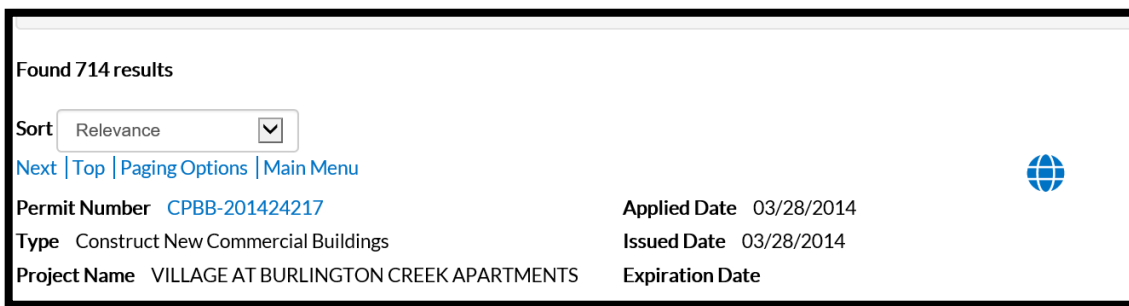 Found 714 results
Sort Relevance
Next | Top | Paging Options | Main Menu
Permit Number CPBB-201424217 Applied Date 03/28/2014
Type Construct New Commercial Buildings Issued Date 03/28/2014
Project Name VILLAGE AT BURLINGTON CREEK APARTMENTS Expiration Date